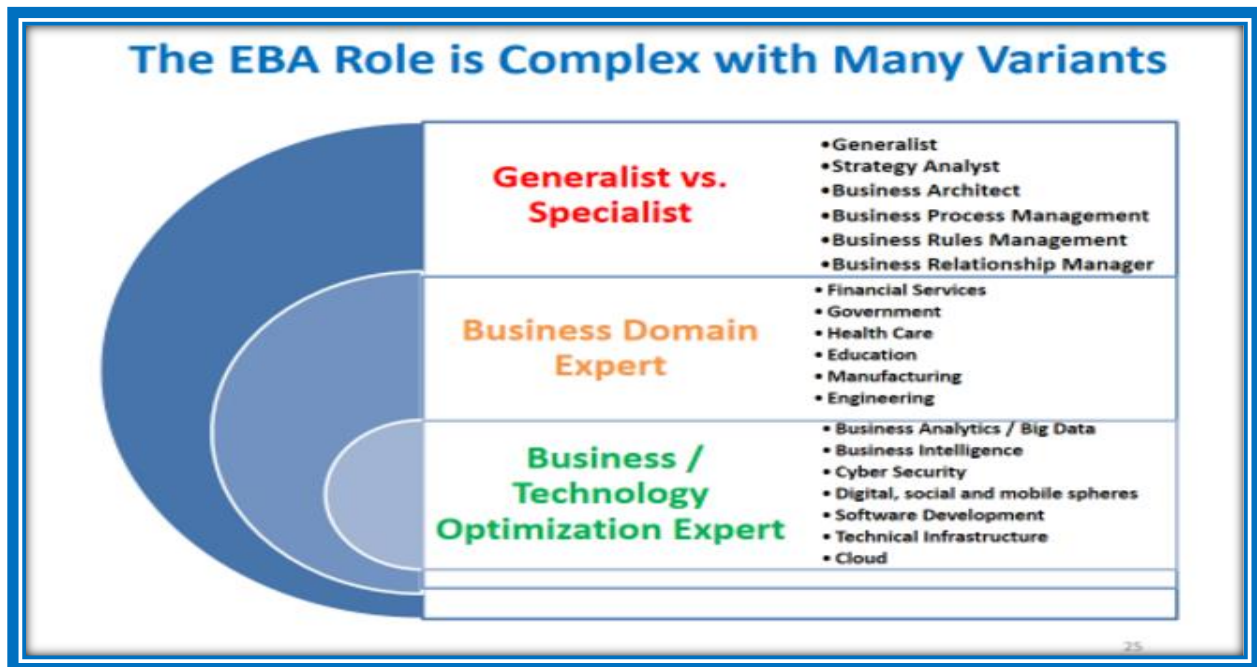 The EBA Role is Complex with Many Variants
Generalist vs.
Specialist
•Generalist
•Strategy Analyst
•Business Architect
•Business Process Management
•Business Rules Management
•Business Relationship Manager
Business Domain
Expert
• Financial Services
• Government
• Health Care
• Education
• Manufacturing
• Engineering
Business /
Technology
Optimization Expert
• Business Analytics / Big Data
• Business Intelligence
• Cyber Security
• Digital, social and mobile spheres
• Software Development
• Technical Infrastructure
• Cloud
25